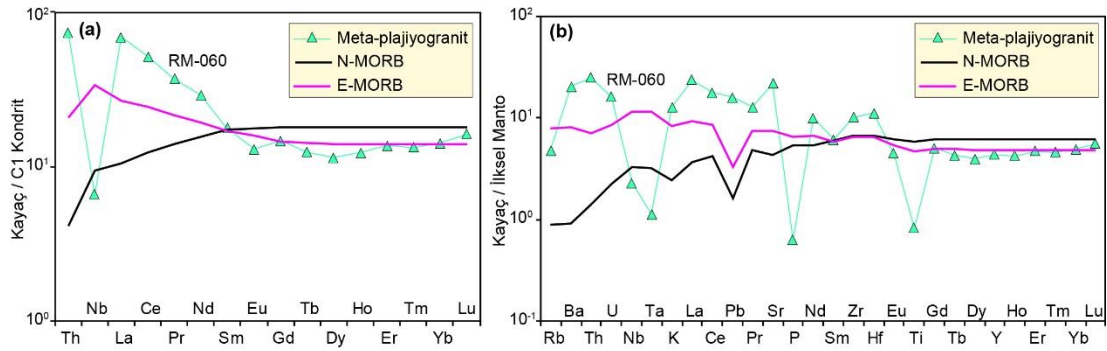 (a)
Kayaç / C1 Kondrit
10²
10¹
10⁰
RM-060
Meta-plajiyogranit
N-MORB
E-MORB
Nb Ce Nd Eu Tb Ho Tm Lu
Th La Pr Sm Gd Dy Er Yb
(b)
Kayaç / İlksel Manto
10²
10¹
10⁰
10⁻¹
RM-060
Meta-plajiyogranit
N-MORB
E-MORB
Ba U Ta La Pb Sr Nd Zr Eu Gd Dy Ho Tm Lu
Rb Th Nb K Ce Pr P Sm Hf Ti Tb Y Er Yb